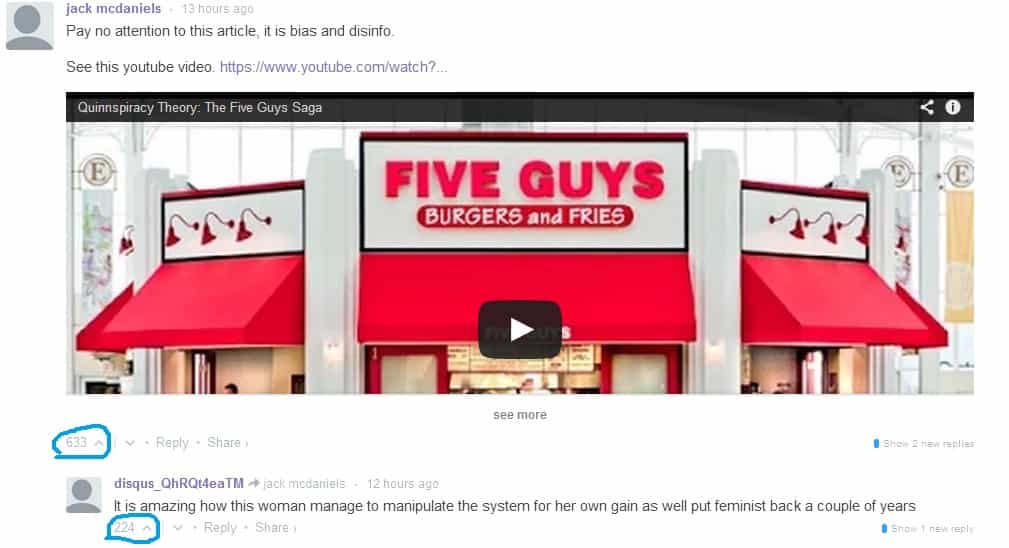 jack mcdaniels · 13 hours ago
Pay no attention to this article, it is bias and disinfo.
See this youtube video. https://www.youtube.com/watch?...
Quinnspiracy Theory: The Five Guys Saga
E
E
E
FIVE GUYS
BURGERS and FRIES
see more
633 · Reply · Share ›
Show 2 new replies
disqus_QhRQt4eaTM jack mcdaniels · 12 hours ago
It is amazing how this woman manage to manipulate the system for her own gain as well put feminist back a couple of years
224 · Reply · Share ›
Show 1 new reply